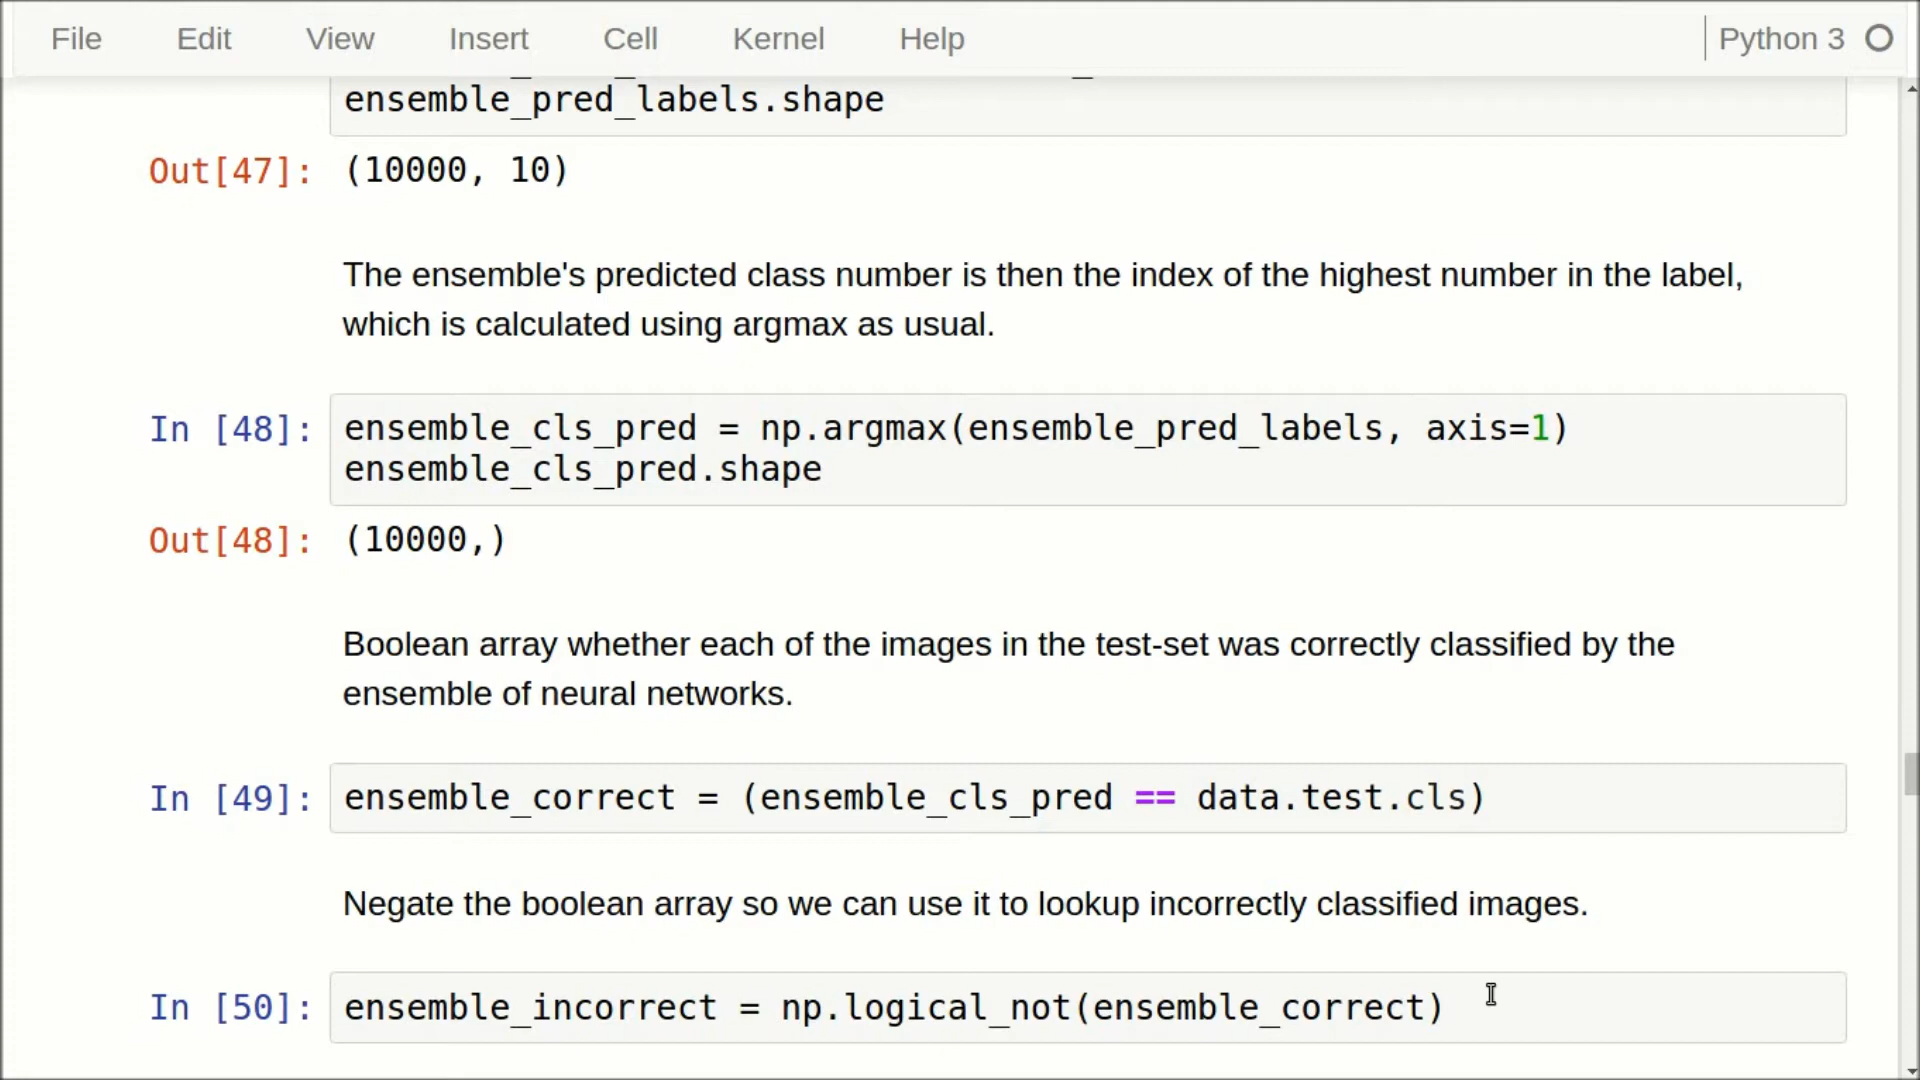 File Edit View Insert Cell Kernel Help Python 3
ensemble_pred_labels.shape
Out[47]: (10000, 10)
The ensemble's predicted class number is then the index of the highest number in the label,
which is calculated using argmax as usual.
In [48]: ensemble_cls_pred = np.argmax(ensemble_pred_labels, axis=1)
ensemble_cls_pred.shape
Out[48]: (10000,)
Boolean array whether each of the images in the test-set was correctly classified by the
ensemble of neural networks.
In [49]: ensemble_correct = (ensemble_cls_pred == data.test.cls)
Negate the boolean array so we can use it to lookup incorrectly classified images.
In [50]: ensemble_incorrect = np.logical_not(ensemble_correct)